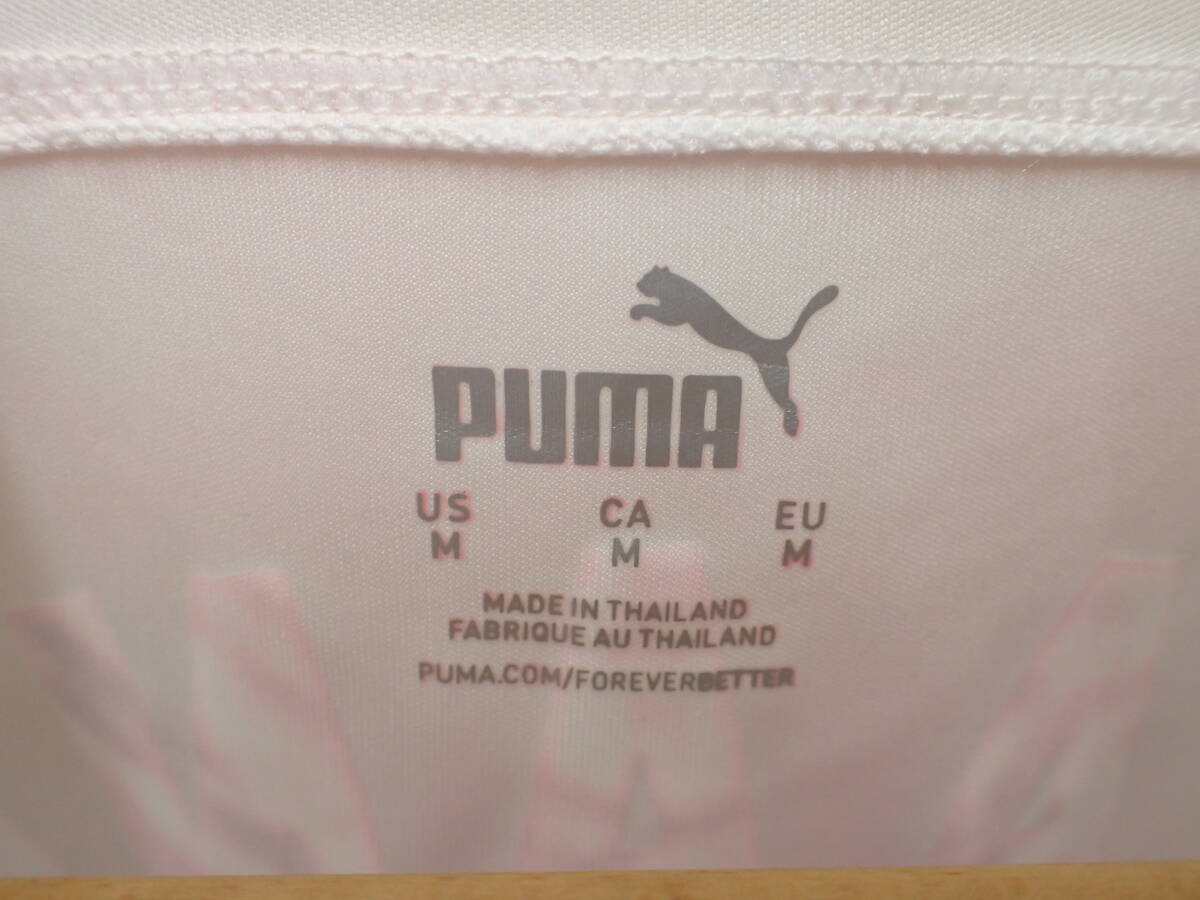 PUMA
US CA EU
M M M
MADE IN THAILAND
FABRIQUE AU THAILAND
PUMA.COM/FOREVERBETTER